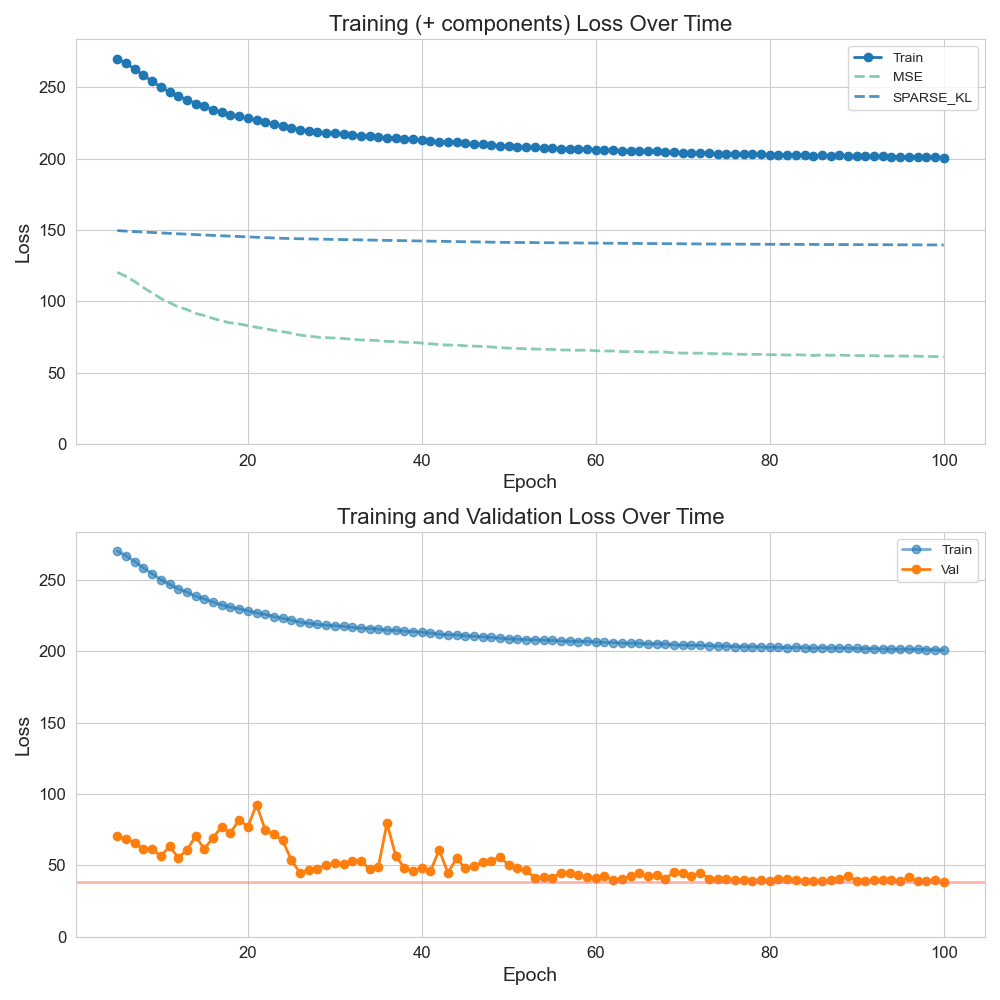 Training (+ components) Loss Over Time
Train
MSE
SPARSE_KL
250
200
150
100
50
0
Loss
20 40 60 80 100
Epoch
Training and Validation Loss Over Time
Train
Val
250
200
150
100
50
0
Loss
20 40 60 80 100
Epoch